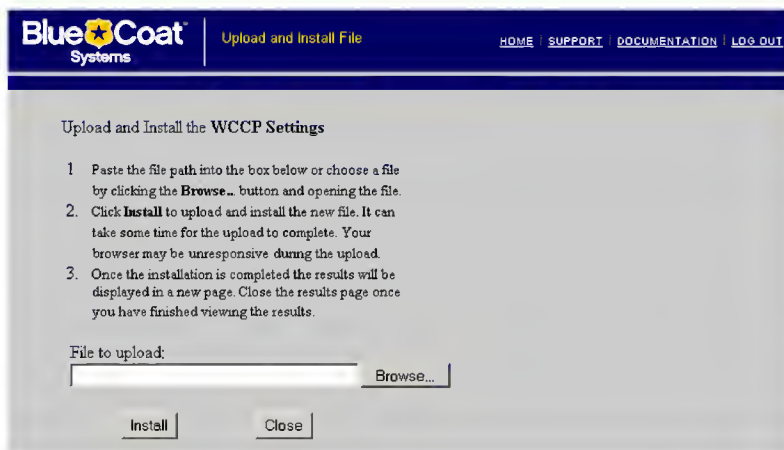 Blue Coat
Systems
Upload and Install File
HOME | SUPPORT | DOCUMENTATION | LOG OUT
Upload and Install the WCCP Settings
1 Paste the file path into the box below or choose a file
by clicking the Browse... button and opening the file.
2. Click Install to upload and install the new file. It can
take some time for the upload to complete. Your
browser may be unresponsive during the upload.
3. Once the installation is completed the results will be
displayed in a new page. Close the results page once
you have finished viewing the results.
File to upload:
Browse...
Install Close